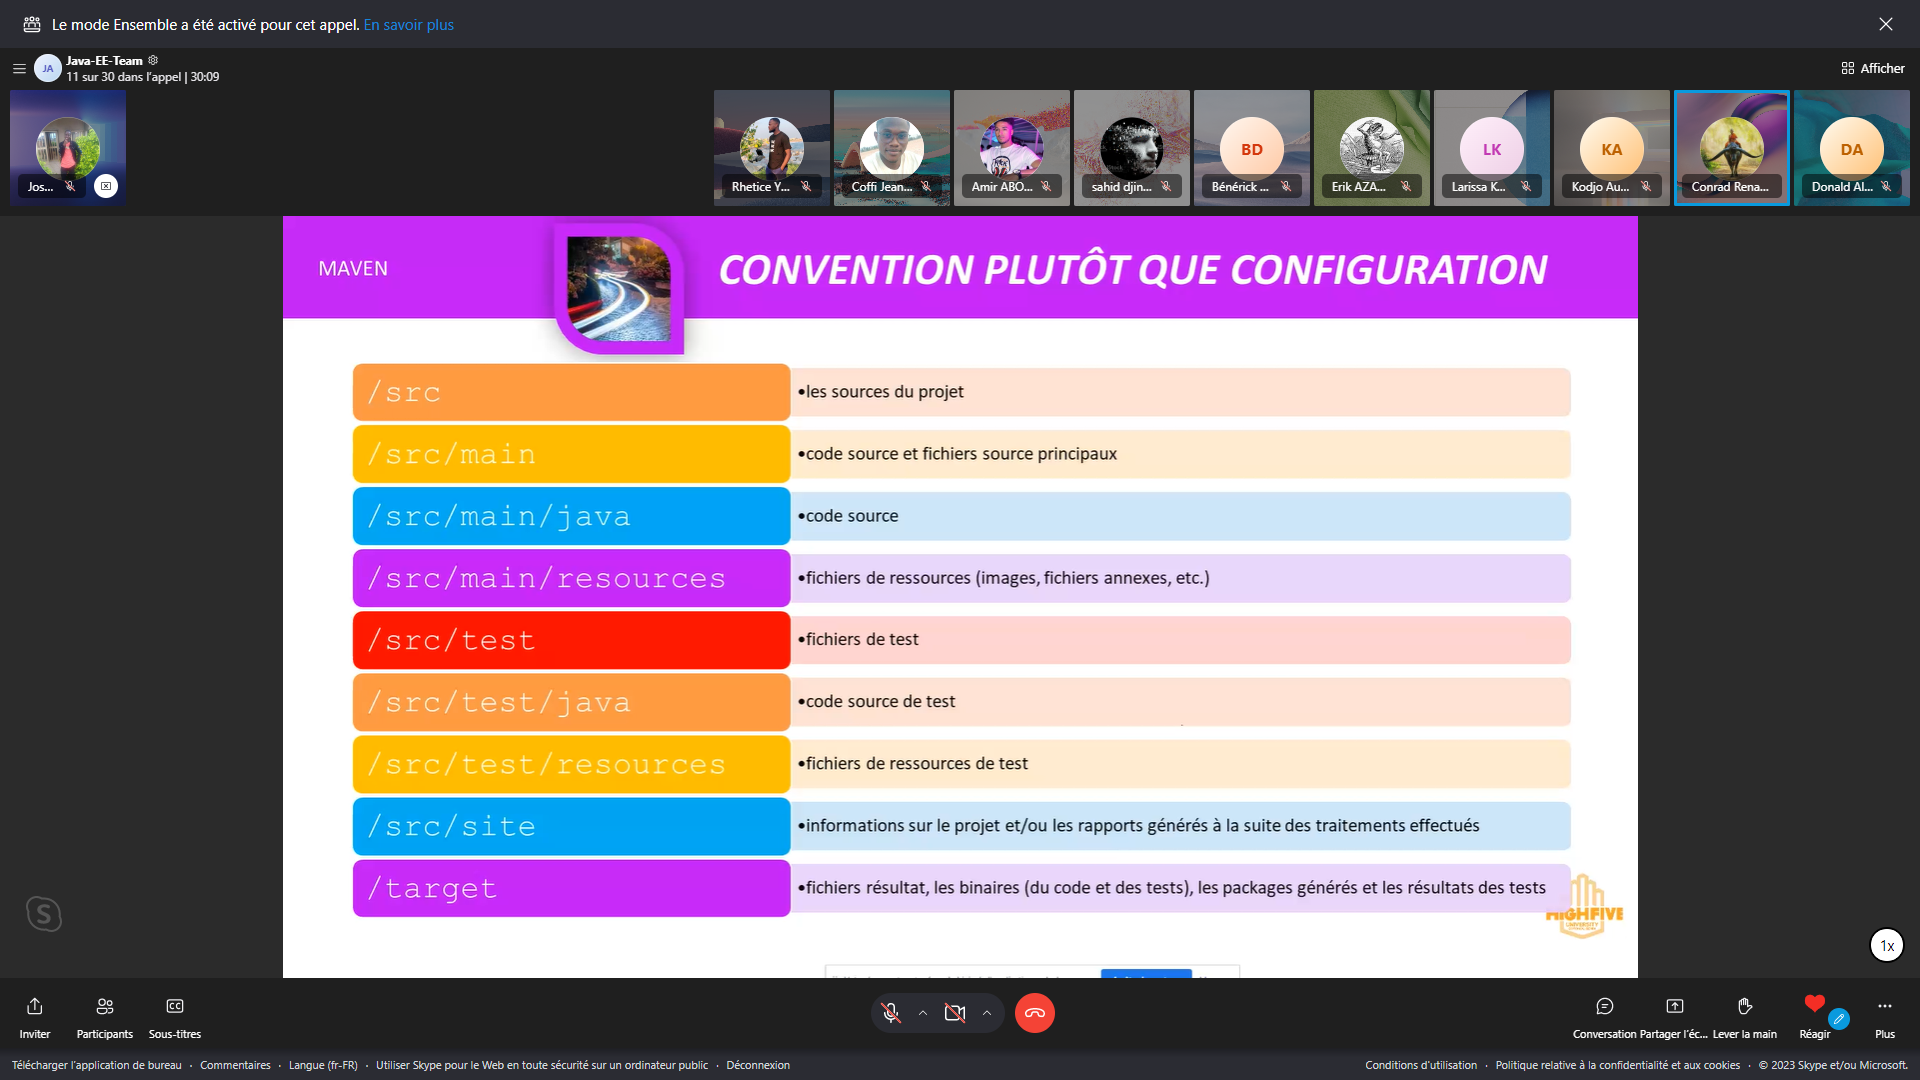 Le mode Ensemble a été activé pour cet appel. En savoir plus
JA
Java-EE-Team
11 sur 30 dans l'appel | 30:09
Afficher
Jos...
Rhetice Y...
Coffi Jean...
Amir ABO...
sahid djin...
BD
Bénérick ...
Erik AZA...
LK
Larissa K...
KA
Kodjo Au...
Conrad Rena...
DA
Donald Al...
MAVEN
CONVENTION PLUTÔT QUE CONFIGURATION
/src
•les sources du projet
/src/main
•code source et fichiers source principaux
/src/main/java
•code source
/src/main/resources
•fichiers de ressources (images, fichiers annexes, etc.)
/src/test
•fichiers de test
/src/test/java
•code source de test
/src/test/resources
•fichiers de ressources de test
/src/site
•informations sur le projet et/ou les rapports générés à la suite des traitements effectués
/target
•fichiers résultat, les binaires (du code et des tests), les packages générés et les résultats des tests
HIGHFIVE
UNIVERSITY
S
1x
Inviter
Participants
CC
Sous-titres
Conversation
Partager l'éc...
Lever la main
Réagir
Plus
Télécharger l'application de bureau · Commentaires · Langue (fr-FR) · Utiliser Skype pour le Web en toute sécurité sur un ordinateur public · Déconnexion
Conditions d'utilisation · Politique relative à la confidentialité et aux cookies · © 2023 Skype et/ou Microsoft.